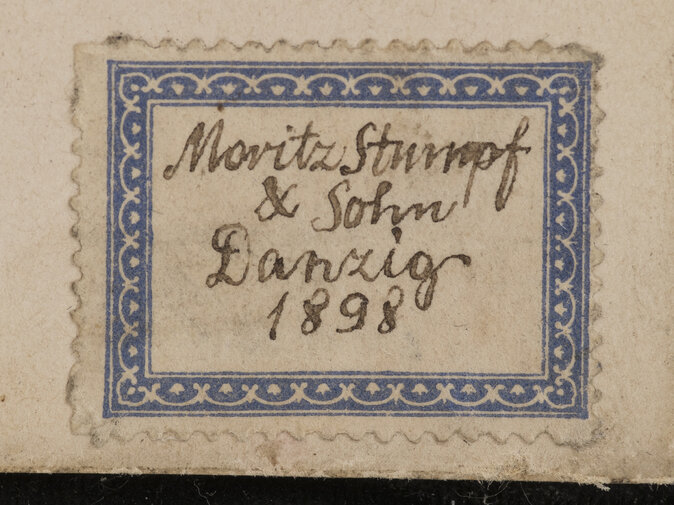 Moritz Stumpf
& Sohn
Danzig
1898